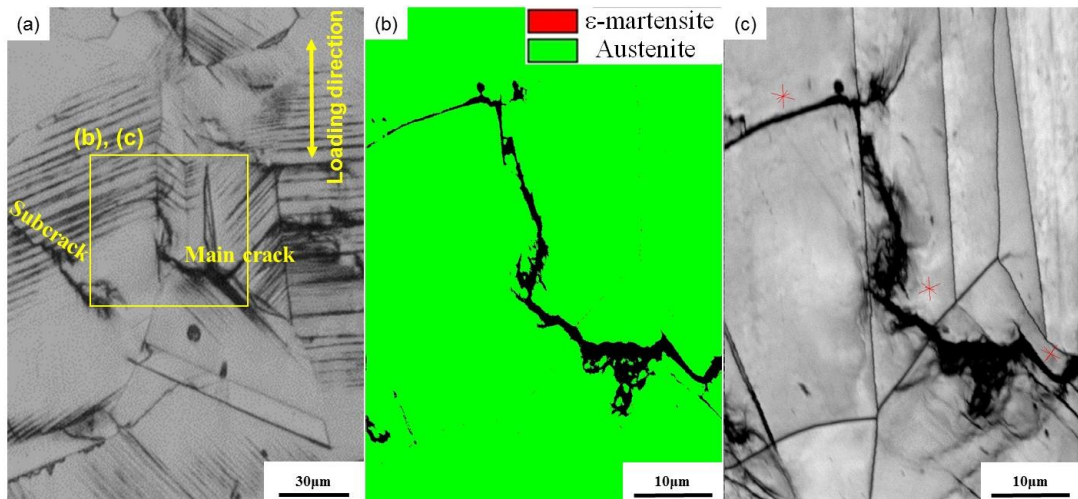 (a)
Loading direction
(b), (c)
Subcrack
Main crack
30μm
(b)
ε-martensite
Austenite
10μm
(c)
10μm